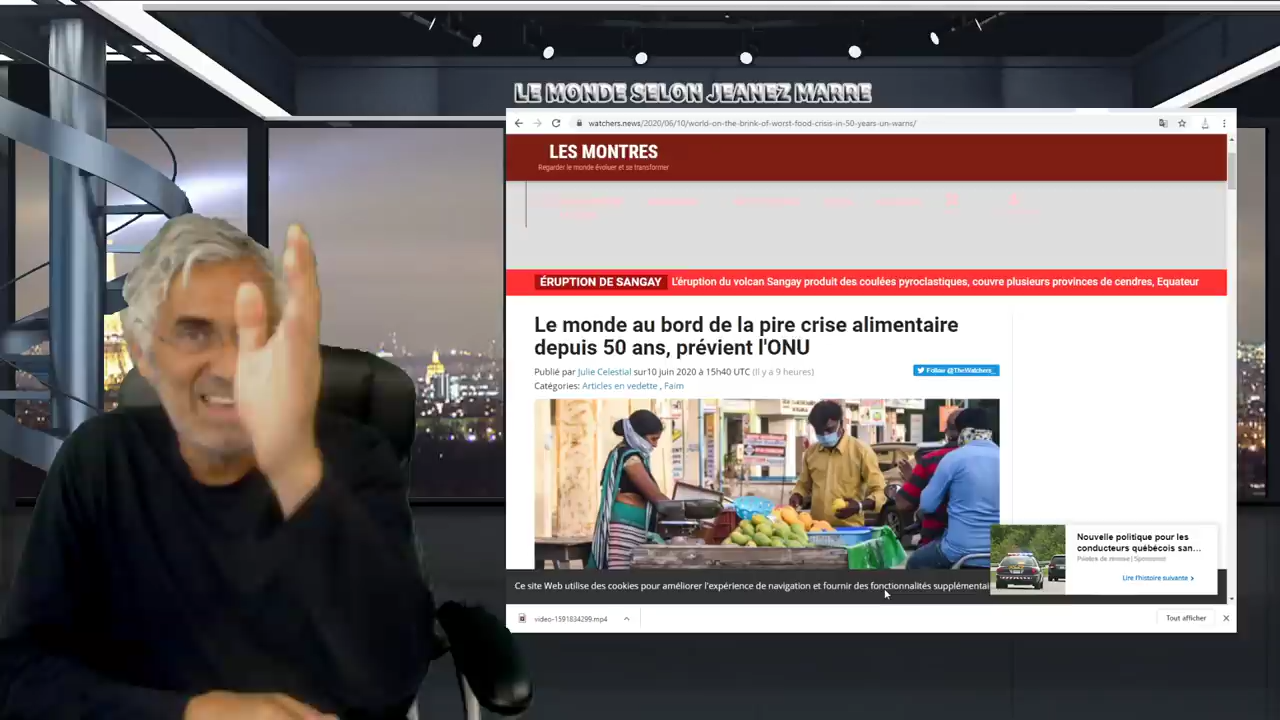 LE MONDE SELON JEANEZ MARRE
watchers.news/2020/06/10/world-on-the-brink-of-worst-food-crisis-in-50-years-un-warns/
LES MONTRES
Regarder le monde évoluer et se transformer
ÉRUPTION DE SANGAY L'éruption du volcan Sangay produit des coulées pyroclastiques, couvre plusieurs provinces de cendres, Equateur
Le monde au bord de la pire crise alimentaire
depuis 50 ans, prévient l'ONU
Publié par Julie Celestial sur10 juin 2020 à 15h40 UTC (Il y a 9 heures)
Follow @TheWatchers_
Catégories: Articles en vedette , Faim
Nouvelle politique pour les
conducteurs québécois san...
| Sponsored
Lire l'histoire suivante >
Ce site Web utilise des cookies pour améliorer l'expérience de navigation et fournir des fonctionnalités
video-1591834299.mp4
Tout afficher